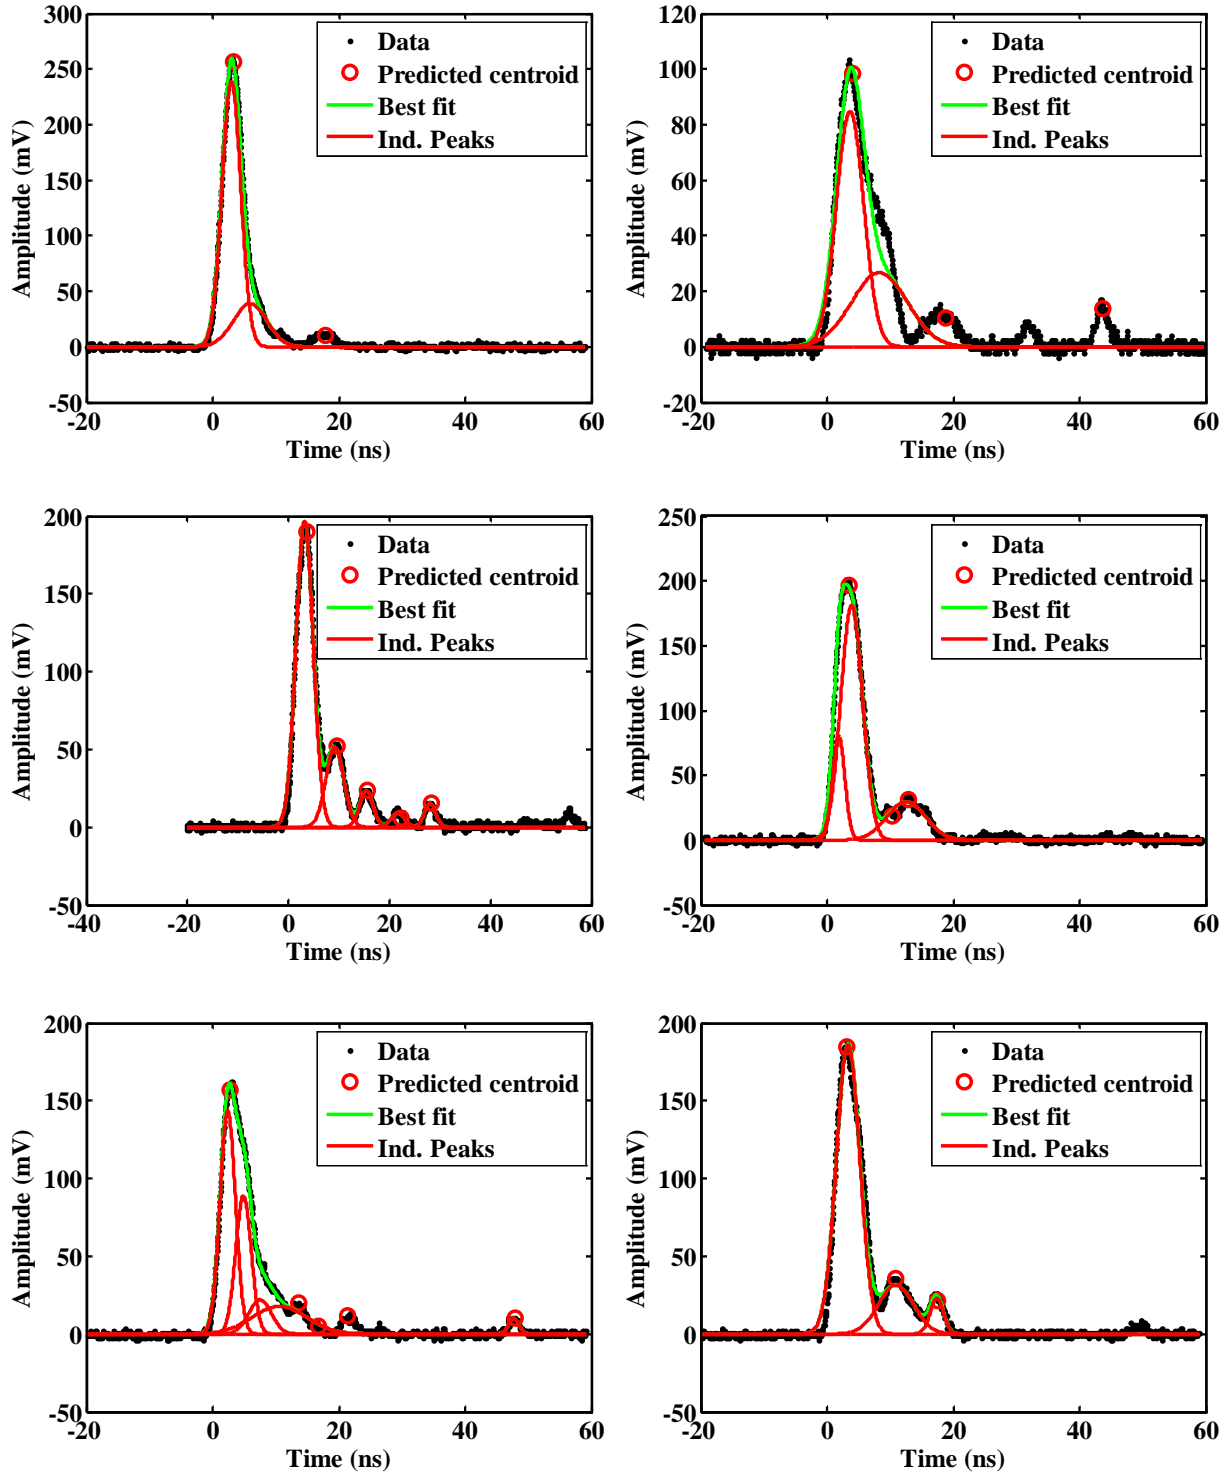 300
250
200
150
100
50
0
-50
Amplitude (mV)
Data
Predicted centroid
Best fit
Ind. Peaks
-20 0 20 40 60
Time (ns)
120
100
80
60
40
20
0
-20
Amplitude (mV)
Data
Predicted centroid
Best fit
Ind. Peaks
-20 0 20 40 60
Time (ns)
200
150
100
50
0
-50
Amplitude (mV)
Data
Predicted centroid
Best fit
Ind. Peaks
-40 -20 0 20 40 60
Time (ns)
250
200
150
100
50
0
-50
Amplitude (mV)
Data
Predicted centroid
Best fit
Ind. Peaks
-20 0 20 40 60
Time (ns)
200
150
100
50
0
-50
Amplitude (mV)
Data
Predicted centroid
Best fit
Ind. Peaks
-20 0 20 40 60
Time (ns)
200
150
100
50
0
-50
Amplitude (mV)
Data
Predicted centroid
Best fit
Ind. Peaks
-20 0 20 40 60
Time (ns)